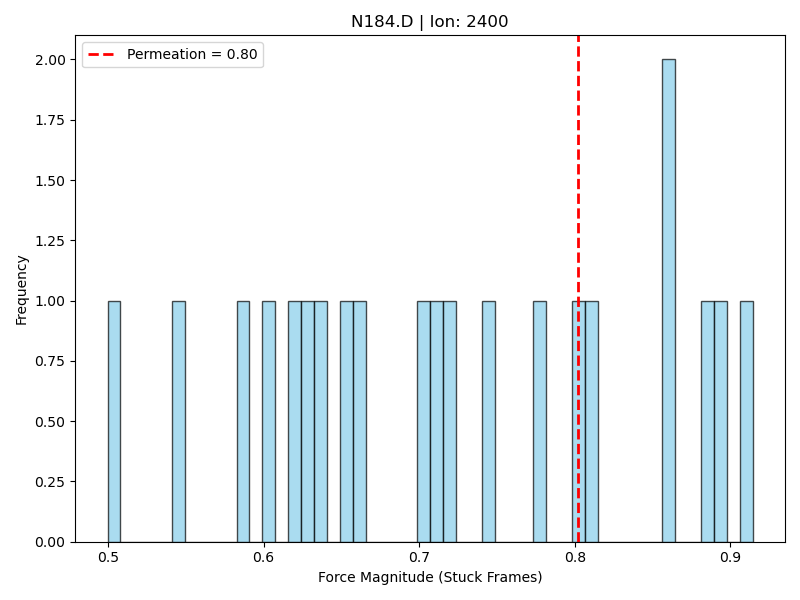 N184.D | Ion: 2400
Permeation = 0.80
2.00
1.75
1.50
1.25
1.00
0.75
0.50
0.25
0.00
Frequency
0.5 0.6 0.7 0.8 0.9
Force Magnitude (Stuck Frames)